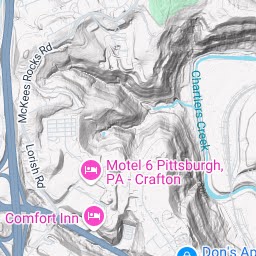 McKees Rocks Rd
Chartiers Creek
Lorish Rd
Motel 6 Pittsburgh,
PA - Crafton
Comfort Inn
Don's Ap